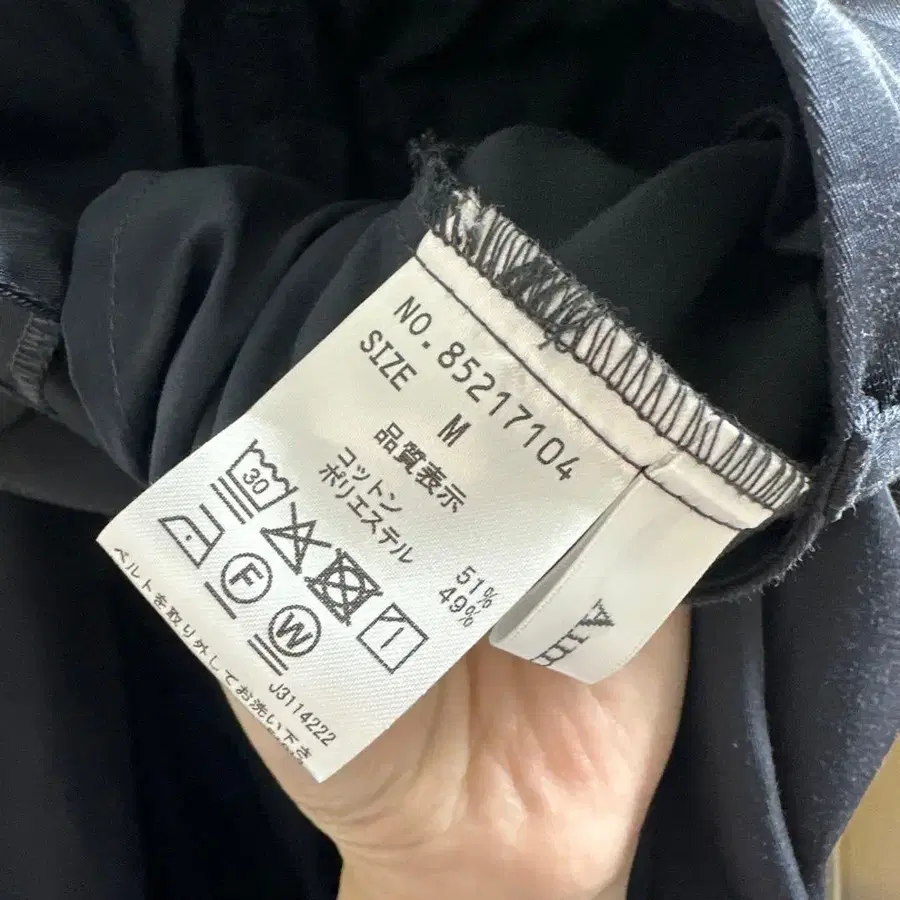 NO.85217104
SIZE M
品質表示
コットン 51%
ポリエステル 49%
30
F
W
ベルトを取り外してお洗い下さ
J3114222